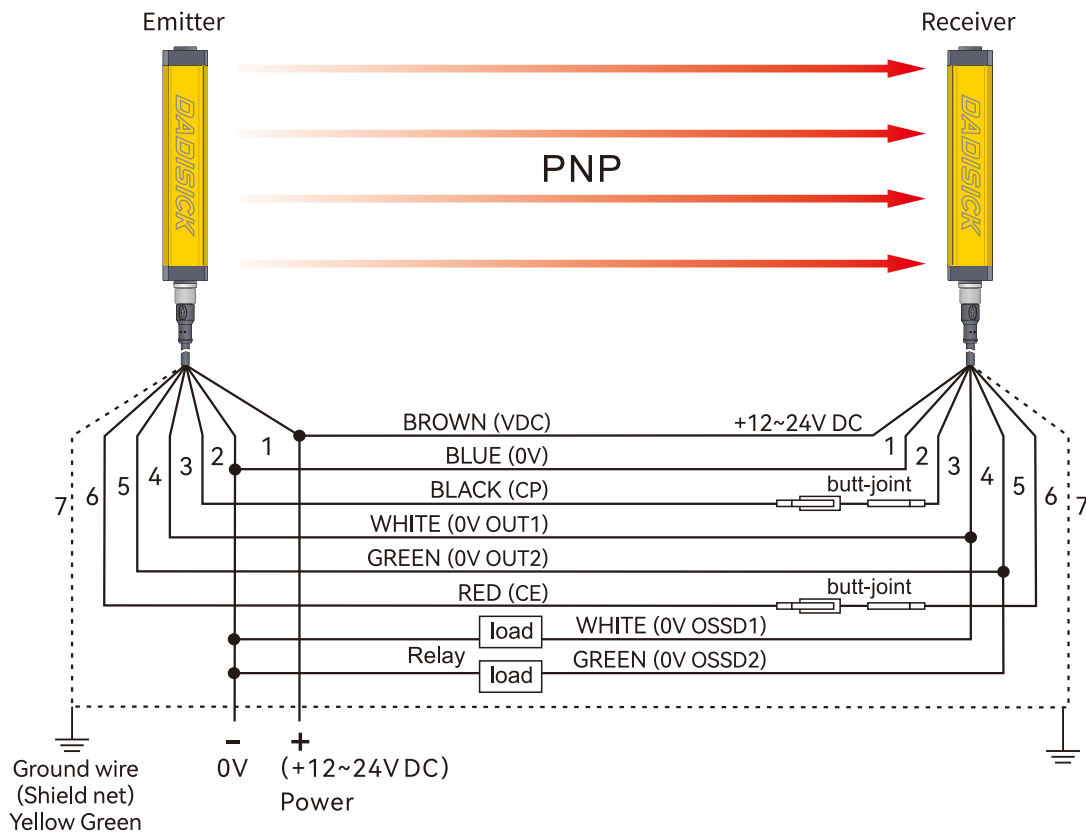 Emitter
Receiver
DADISICK
DADISICK
PNP
BROWN (VDC)
+12~24V DC
1
1
BLUE (0V)
2
2
BLACK (CP)
butt-joint
3
3
WHITE (0V OUT1)
4
4
GREEN (0V OUT2)
5
5
RED (CE)
butt-joint
6
6
7
7
load
WHITE (0V OSSD1)
Relay
load
GREEN (0V OSSD2)
-
+
0V
(+12~24V DC)
Power
Ground wire
(Shield net)
Yellow Green